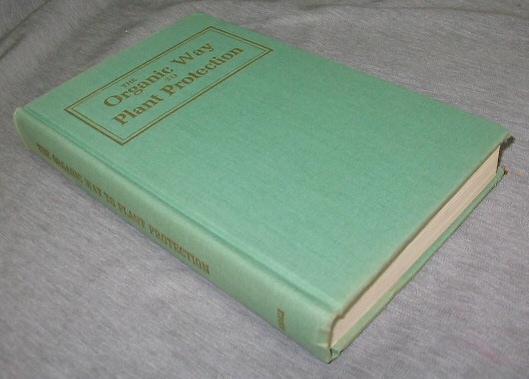 THE
Organic Way
TO
Plant Protection
THE ORGANIC WAY TO PLANT PROTECTION